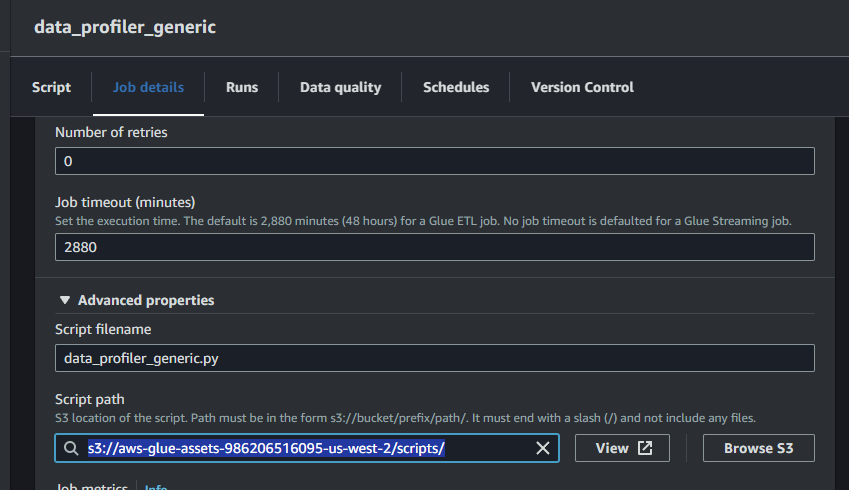 data_profiler_generic
Script Job details Runs Data quality Schedules Version Control
Number of retries
0
Job timeout (minutes)
Set the execution time. The default is 2,880 minutes (48 hours) for a Glue ETL job. No job timeout is defaulted for a Glue Streaming job.
2880
Advanced properties
Script filename
data_profiler_generic.py
Script path
S3 location of the script. Path must be in the form s3://bucket/prefix/path/. It must end with a slash (/) and not include any files.
s3://aws-glue-assets-986206516095-us-west-2/scripts/ View Browse S3
Job metrics Info